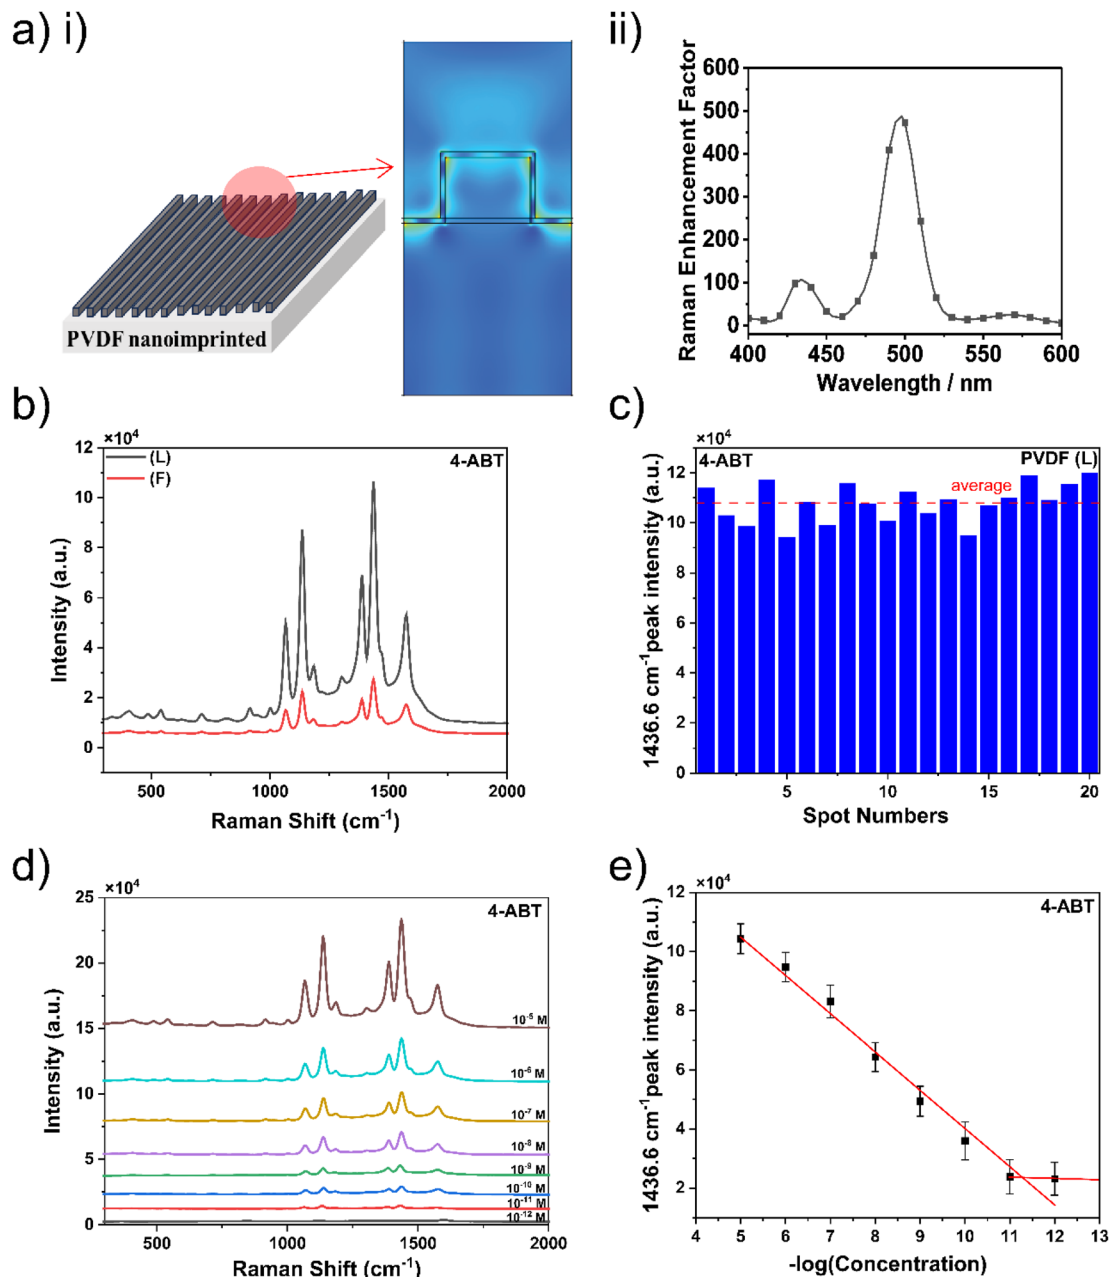 a) i)
PVDF nanoimprinted
ii)
Raman Enhancement Factor
600
500
400
300
200
100
0
400 450 500 550 600
Wavelength / nm
b)
×10⁴
12
10
8
6
4
2
0
(L)
(F)
4-ABT
Intensity (a.u.)
500 1000 1500 2000
Raman Shift (cm⁻¹)
c)
×10⁴
12
10
8
6
4
2
0
4-ABT
PVDF (L)
average
1436.6 cm⁻¹peak intensity (a.u.)
5 10 15 20
Spot Numbers
d)
×10⁴
25
20
15
10
5
0
4-ABT
10⁻⁵ M
10⁻⁶ M
10⁻⁷ M
10⁻⁸ M
10⁻⁹ M
10⁻¹⁰ M
10⁻¹¹ M
10⁻¹² M
Intensity (a.u.)
500 1000 1500 2000
Raman Shift (cm⁻¹)
e)
×10⁴
12
10
8
6
4
2
4-ABT
1436.6 cm⁻¹peak intensity (a.u.)
4 5 6 7 8 9 10 11 12 13
-log(Concentration)